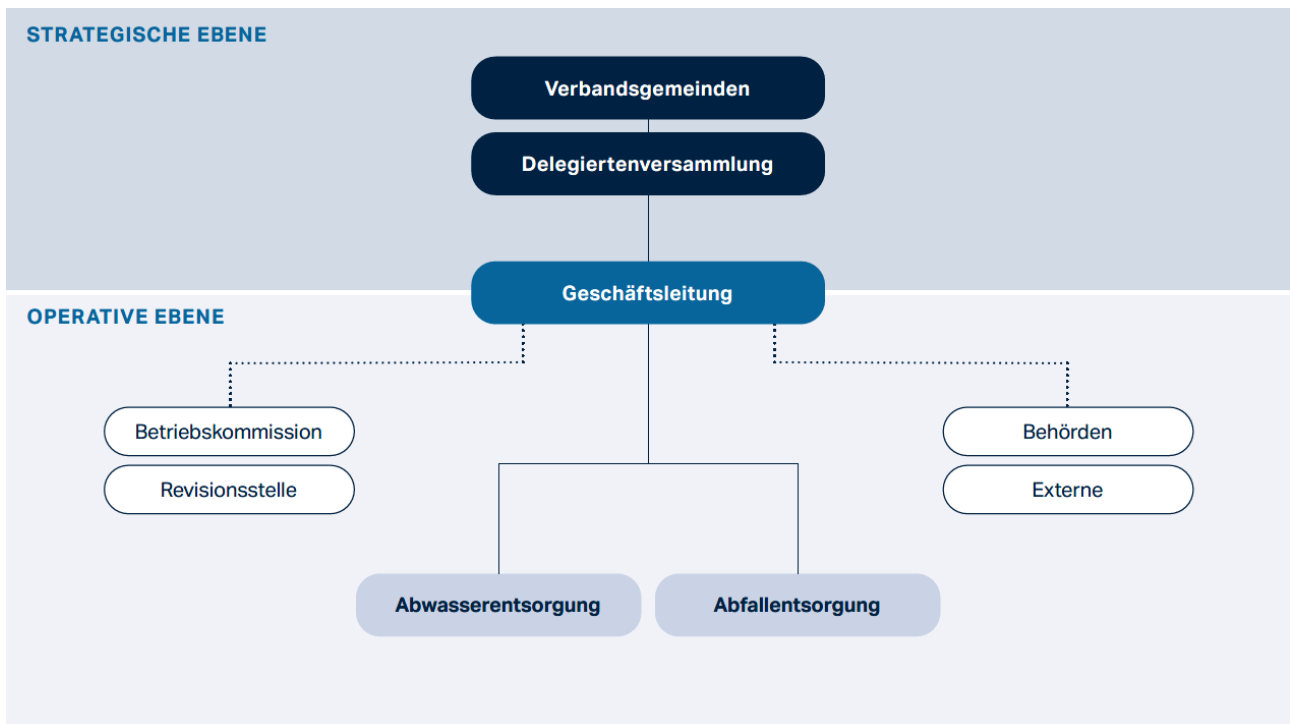 STRATEGISCHE EBENE
Verbandsgemeinden
Delegiertenversammlung
Geschäftsleitung
OPERATIVE EBENE
Betriebskommission
Revisionsstelle
Behörden
Externe
Abwasserentsorgung
Abfallentsorgung